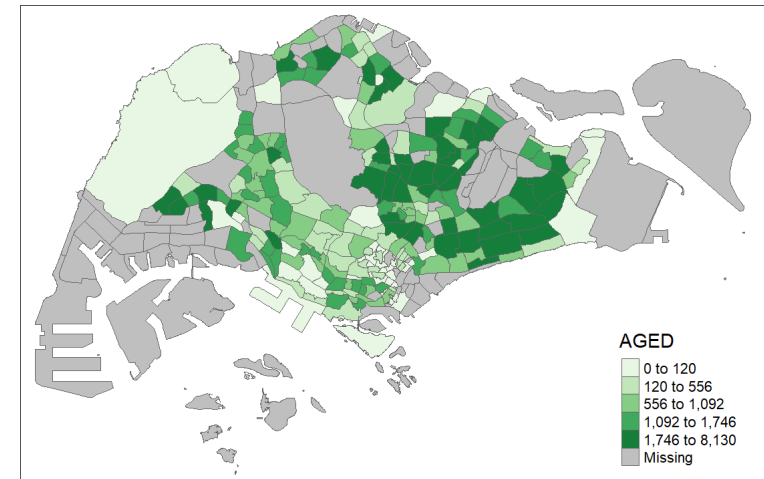 AGED
0 to 120
120 to 556
556 to 1,092
1,092 to 1,746
1,746 to 8,130
Missing